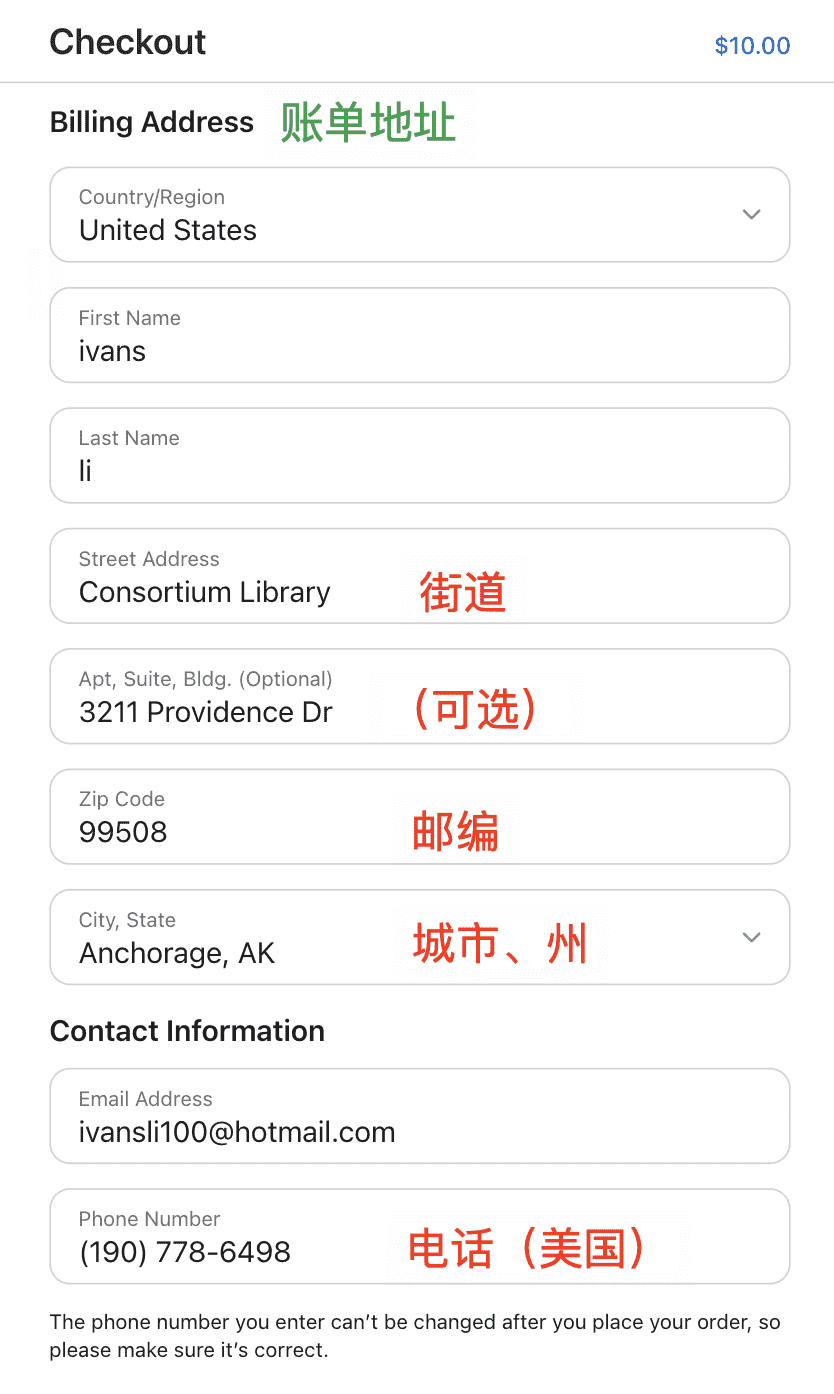 Checkout
$10.00
Billing Address 账单地址
Country/Region
United States
First Name
ivans
Last Name
li
Street Address
Consortium Library 街道
Apt, Suite, Bldg. (Optional)
3211 Providence Dr （可选）
Zip Code
99508 邮编
City, State
Anchorage, AK 城市、州
Contact Information
Email Address
ivansli100@hotmail.com
Phone Number
(190) 778-6498 电话（美国）
The phone number you enter can’t be changed after you place your order, so
please make sure it’s correct.